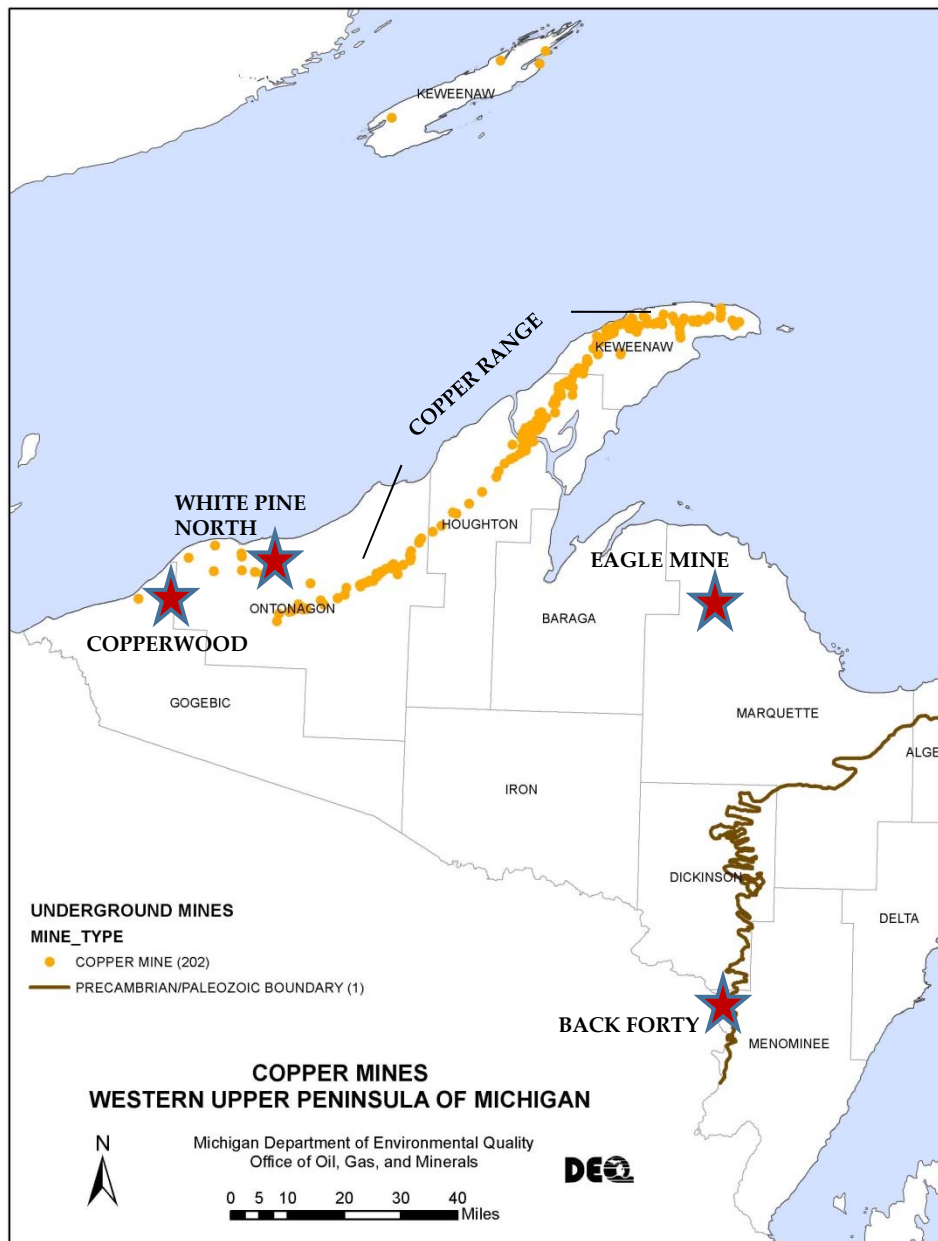 KEWEENAW
COPPER RANGE
KEWEENAW
WHITE PINE
NORTH
HOUGHTON
EAGLE MINE
ONTONAGON
BARAGA
COPPERWOOD
GOGEBIC
MARQUETTE
ALGE
IRON
DICKINSON
DELTA
UNDERGROUND MINES
MINE_TYPE
COPPER MINE (202)
PRECAMBRIAN/PALEOZOIC BOUNDARY (1)
BACK FORTY
MENOMINEE
COPPER MINES
WESTERN UPPER PENINSULA OF MICHIGAN
N
Michigan Department of Environmental Quality
Office of Oil, Gas, and Minerals
DEQ
0 5 10 20 30 40
Miles